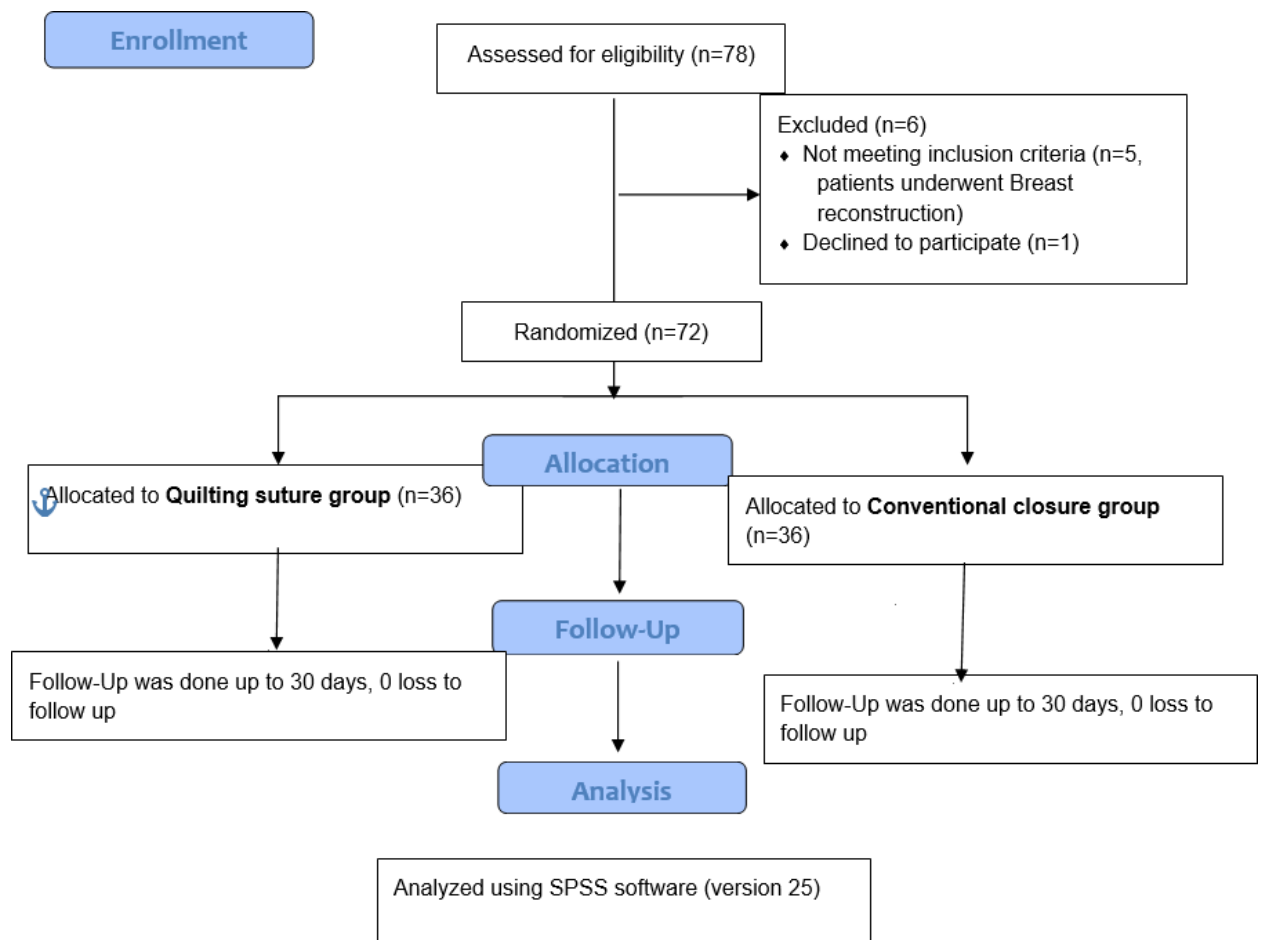 Enrollment
Assessed for eligibility (n=78)
Excluded (n=6)
♦ Not meeting inclusion criteria (n=5,
patients underwent Breast
reconstruction)
♦ Declined to participate (n=1)
Randomized (n=72)
Allocation
Allocated to Quilting suture group (n=36)
Allocated to Conventional closure group
(n=36)
Follow-Up
Follow-Up was done up to 30 days, 0 loss to
follow up
Follow-Up was done up to 30 days, 0 loss to
follow up
Analysis
Analyzed using SPSS software (version 25)